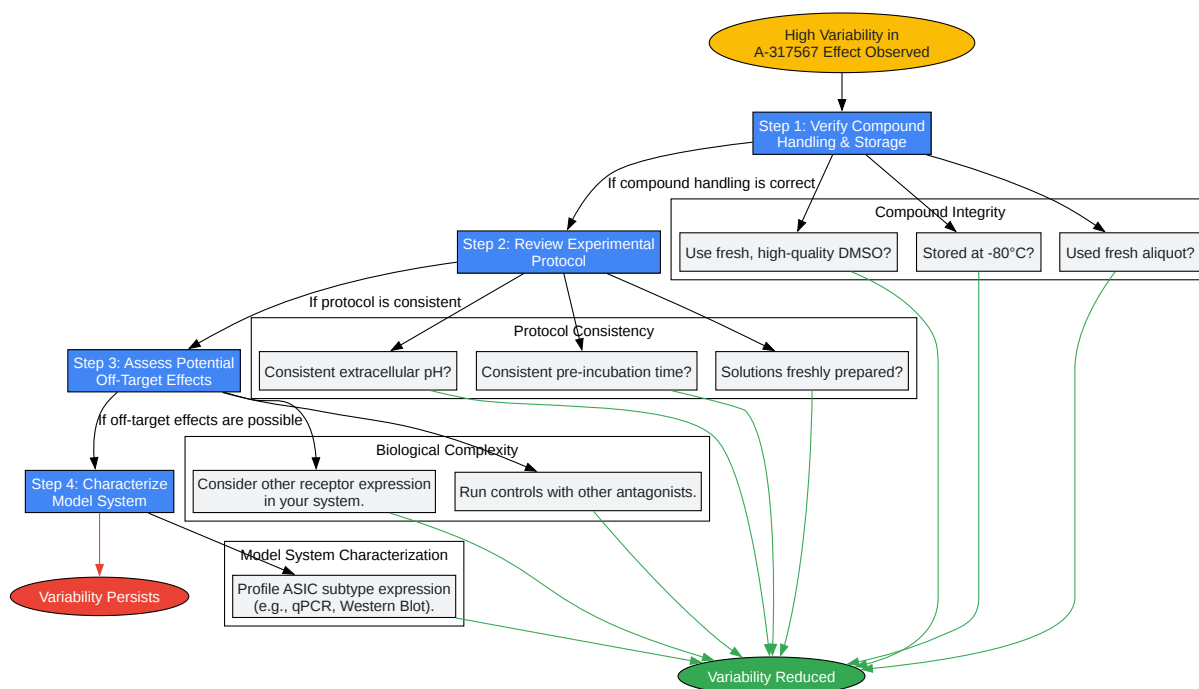 High Variability in
A-317567 Effect Observed
Step 1: Verify Compound
Handling & Storage
If compound handling is correct
Compound Integrity
Use fresh, high-quality DMSO?
Stored at -80°C?
Used fresh aliquot?
Step 2: Review Experimental
Protocol
If protocol is consistent
Protocol Consistency
Consistent extracellular pH?
Consistent pre-incubation time?
Solutions freshly prepared?
Step 3: Assess Potential
Off-Target Effects
If off-target effects are possible
Biological Complexity
Consider other receptor expression
in your system.
Run controls with other antagonists.
Step 4: Characterize
Model System
Model System Characterization
Profile ASIC subtype expression
(e.g., qPCR, Western Blot).
Variability Persists
Variability Reduced